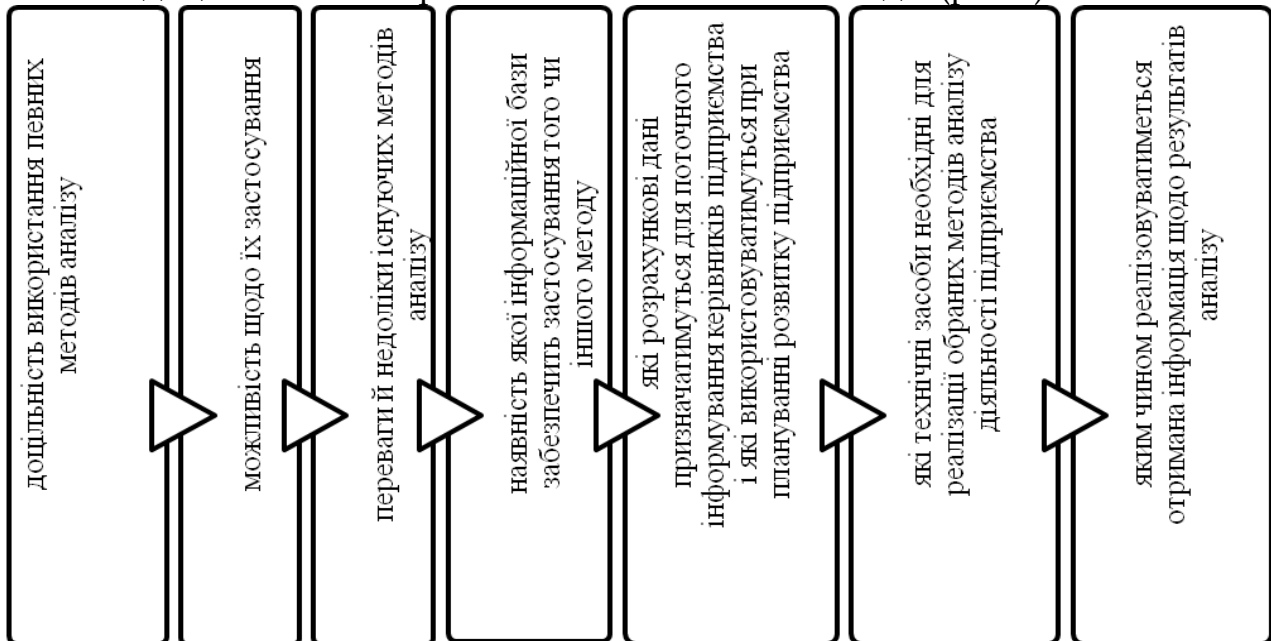 доцільність використання певних
методів аналізу
можливість щодо їх застосування
переваги й недоліки існуючих методів
аналізу
наявність якої інформаційної бази
забезпечить застосування того чи
іншого методу
які розрахункові дані
призначатимуться для поточного
інформування керівників підприємства
і які використовуватимуться при
плануванні розвитку підприємства
які технічні засоби необхідні для
реалізації обраних методів аналізу
діяльності підприємства
яким чином реалізовуватиметься
отримана інформація щодо результатів
аналізу